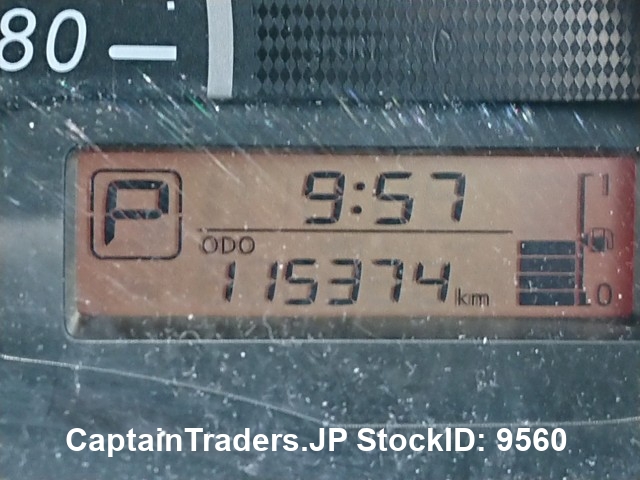 80
P
9:57
1
ODO
115374 km
0
CaptainTraders.JP StockID: 9560